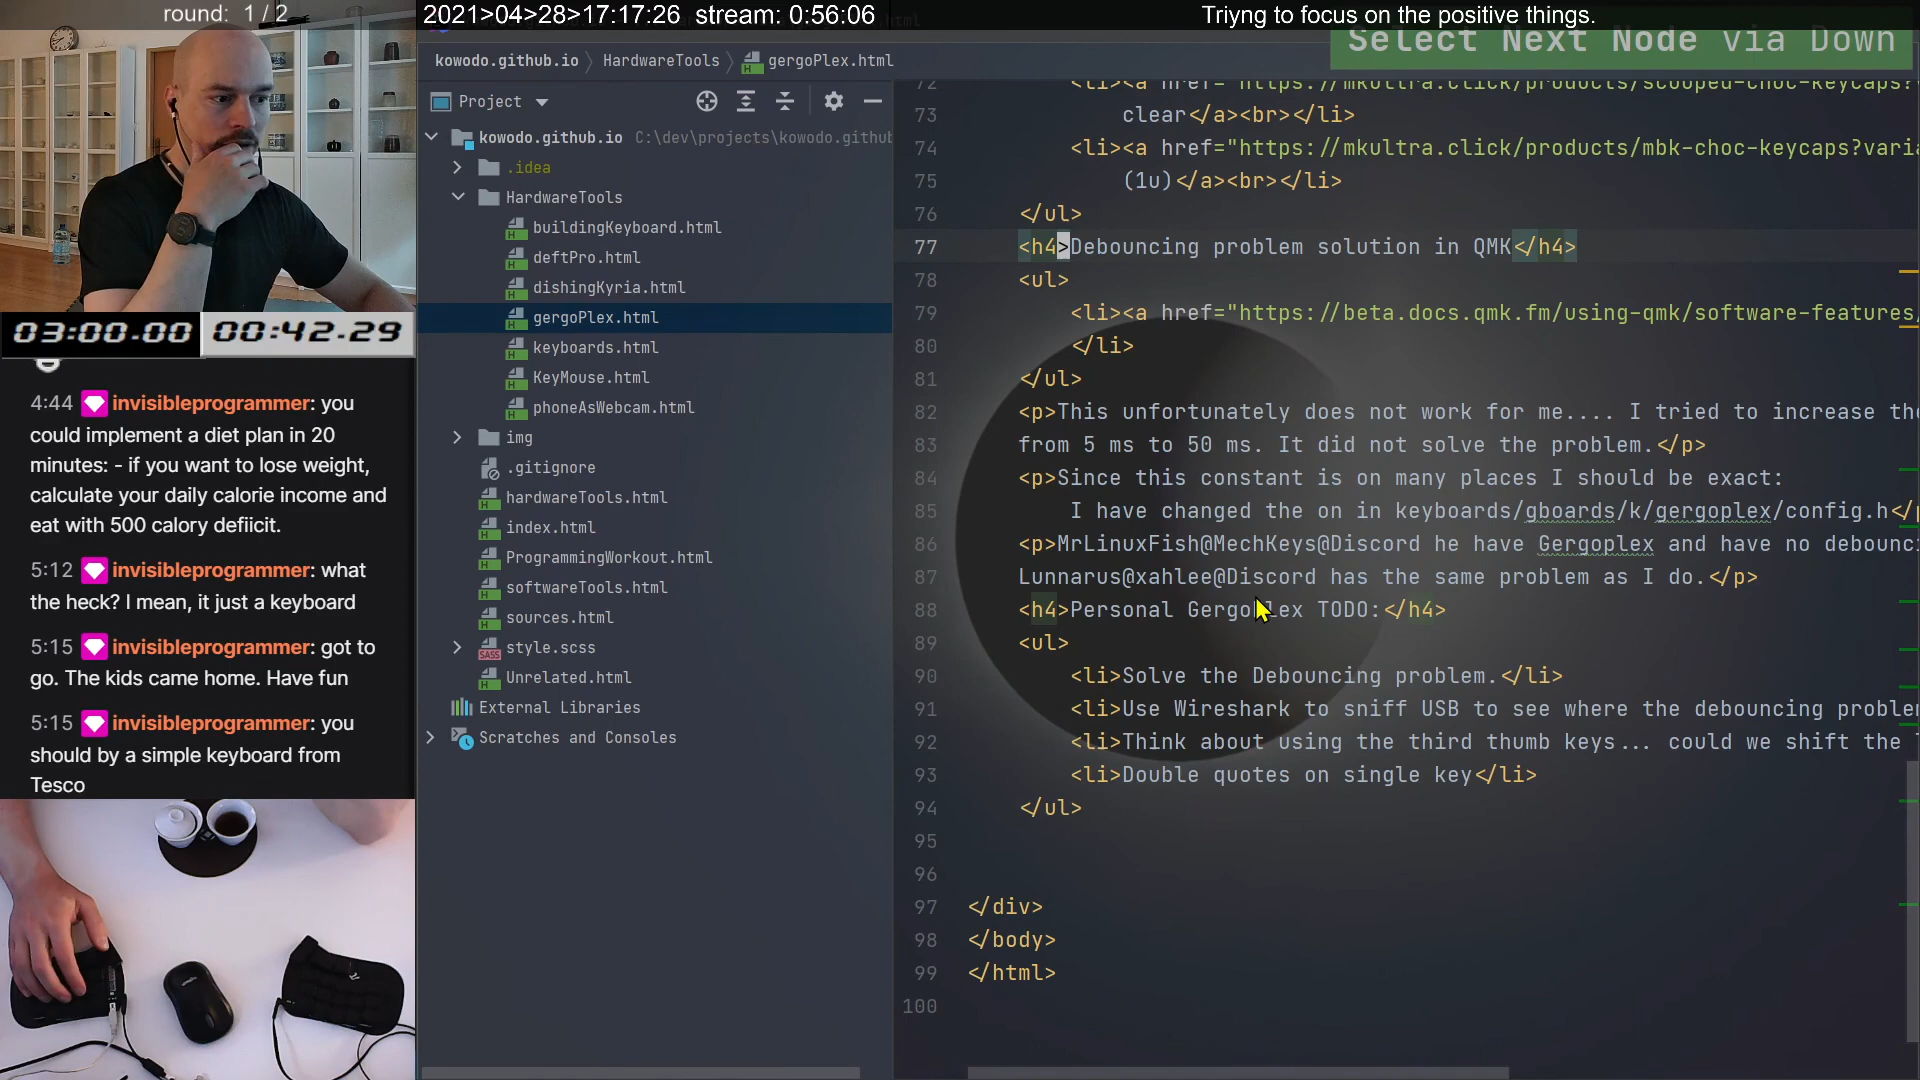 round: 1 / 2
2021>04>28>17:17:26 stream: 0:56:06
Triyng to focus on the positive things.
Select Next Node via Down
03:00.00 00:42.29
4:44 invisibleprogrammer: you
could implement a diet plan in 20
minutes: - if you want to lose weight,
calculate your daily calorie income and
eat with 500 calory defiicit.
5:12 invisibleprogrammer: what
the heck? I mean, it just a keyboard
5:15 invisibleprogrammer: got to
go. The kids came home. Have fun
5:15 invisibleprogrammer: you
should by a simple keyboard from
Tesco
kowodo.github.io HardwareTools gergoPlex.html
Project
kowodo.github.io C:\dev\projects\kowodo.githu
.idea
HardwareTools
buildingKeyboard.html
deftPro.html
dishingKyria.html
gergoPlex.html
keyboards.html
KeyMouse.html
phoneAsWebcam.html
img
.gitignore
hardwareTools.html
index.html
ProgrammingWorkout.html
softwareTools.html
sources.html
style.scss
Unrelated.html
External Libraries
Scratches and Consoles
72 <li><a href="https://mkultra.click/products/scooped-choc-keycaps?
73 clear</a><br></li>
74 <li><a href="https://mkultra.click/products/mbk-choc-keycaps?vari
75 (1u)</a><br></li>
76 </ul>
77 <h4>Debouncing problem solution in QMK</h4>
78 <ul>
79 <li><a href="https://beta.docs.qmk.fm/using-qmk/software-features/
80 </li>
81 </ul>
82 <p>This unfortunately does not work for me.... I tried to increase the
83 from 5 ms to 50 ms. It did not solve the problem.</p>
84 <p>Since this constant is on many places I should be exact:
85 I have changed the on in keyboards/gboards/k/gergoplex/config.h</p
86 <p>MrLinuxFish@MechKeys@Discord he have Gergoplex and have no debounci
87 Lunnarus@xahlee@Discord has the same problem as I do.</p>
88 <h4>Personal Gergoplex TODO:</h4>
89 <ul>
90 <li>Solve the Debouncing problem.</li>
91 <li>Use Wireshark to sniff USB to see where the debouncing proble
92 <li>Think about using the third thumb keys... could we shift the
93 <li>Double quotes on single key</li>
94 </ul>
95
96
97 </div>
98 </body>
99 </html>
100